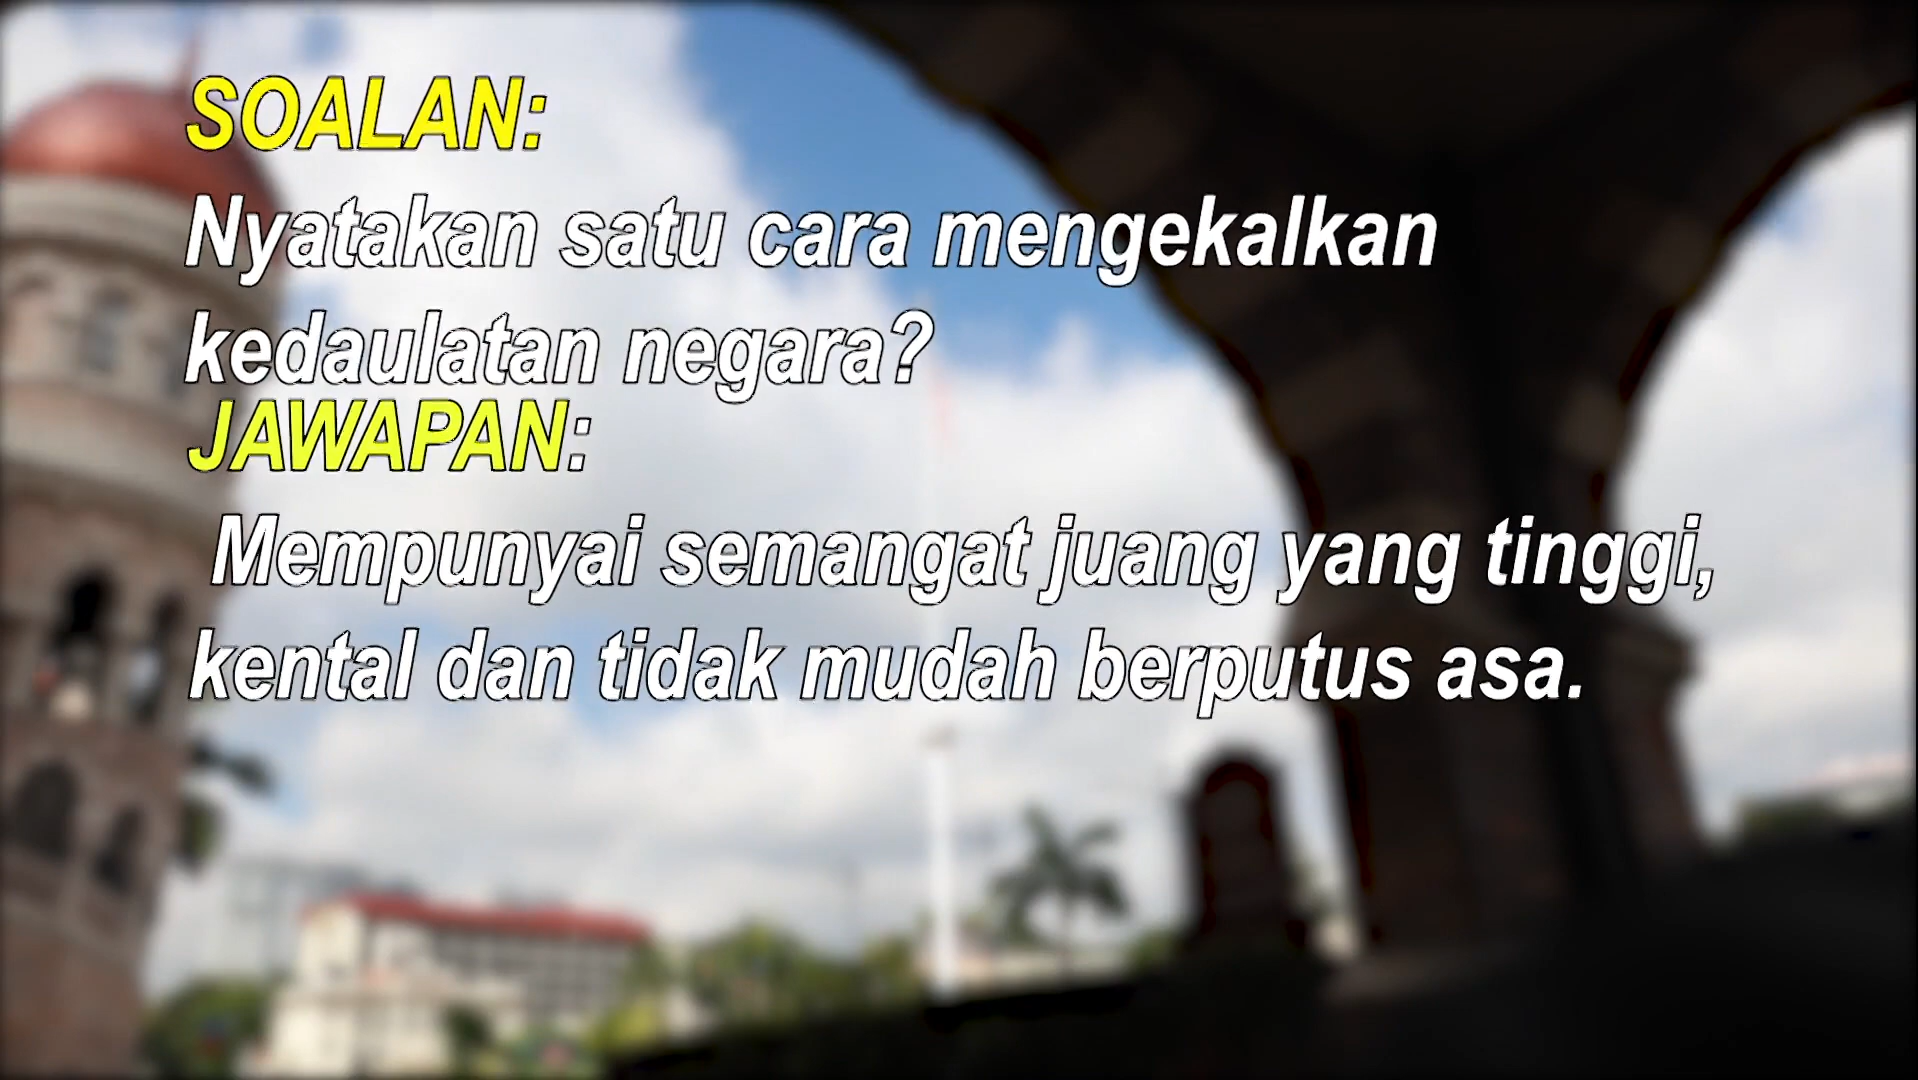 SOALAN:
Nyatakan satu cara mengekalkan
kedaulatan negara?
JAWAPAN:
Mempunyai semangat juang yang tinggi,
kental dan tidak mudah berputus asa.